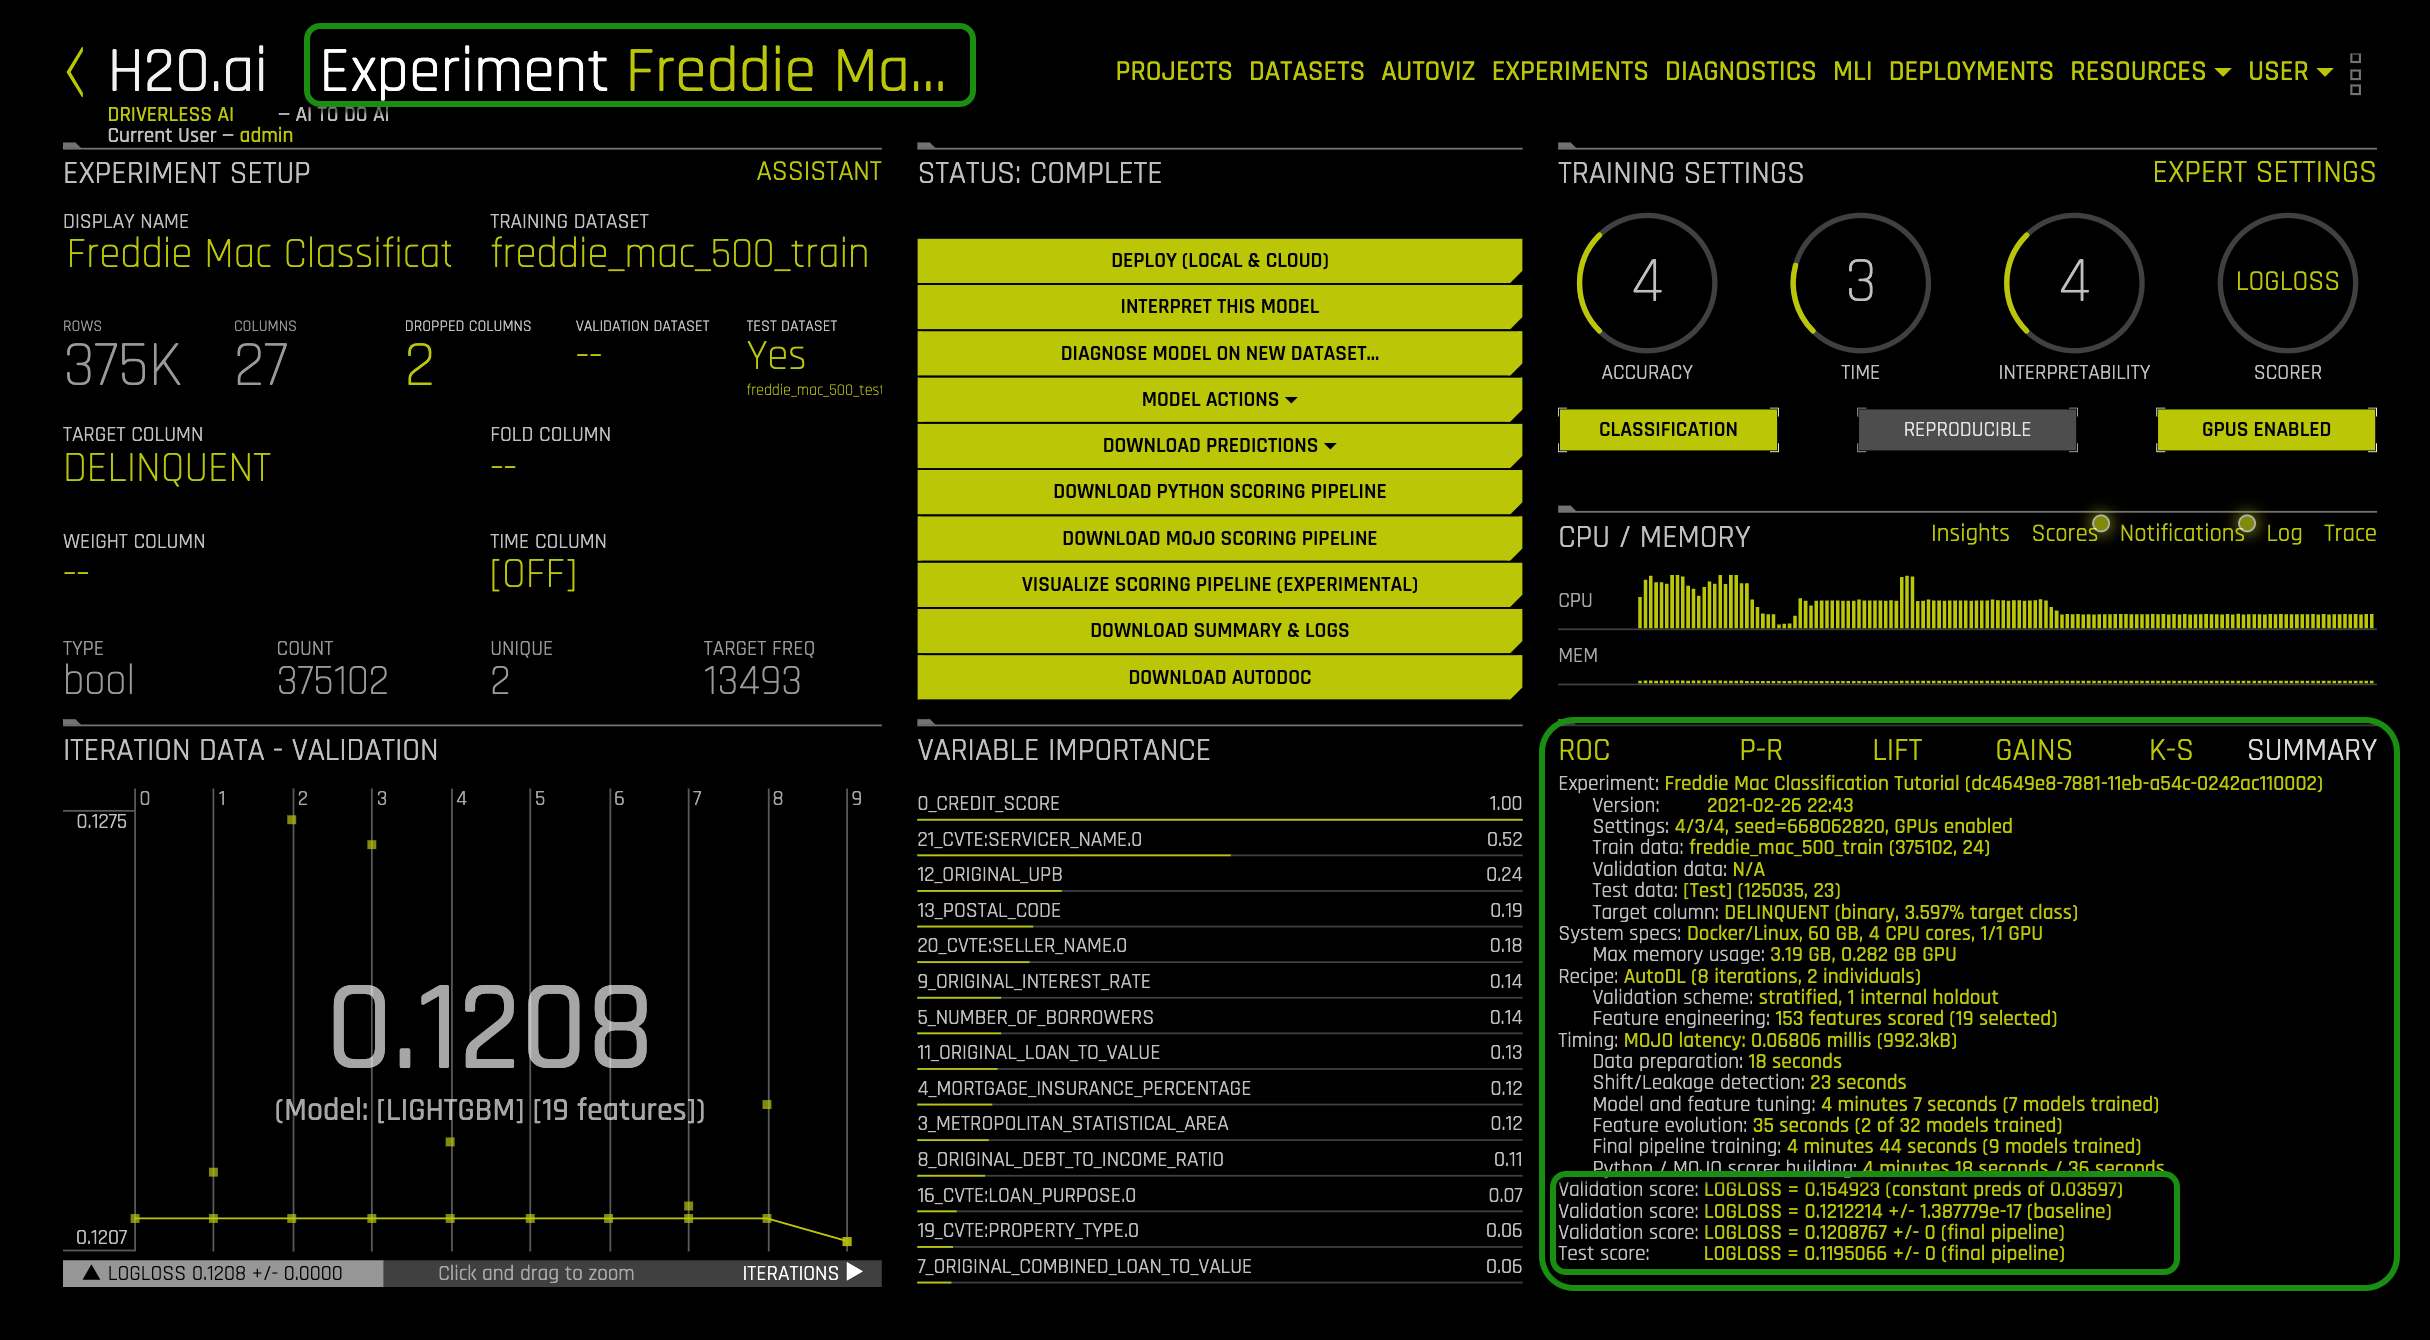 H2O.ai Experiment Freddie Ma...
DRIVERLESS AI — AI TO DO AI
Current User — admin
PROJECTS DATASETS AUTOVIZ EXPERIMENTS DIAGNOSTICS MLI DEPLOYMENTS RESOURCES USER
EXPERIMENT SETUP ASSISTANT
DISPLAY NAME TRAINING DATASET
Freddie Mac Classificat freddie_mac_500_train
ROWS COLUMNS DROPPED COLUMNS VALIDATION DATASET TEST DATASET
375K 27 2 -- Yes
freddie_mac_500_test
TARGET COLUMN FOLD COLUMN
DELINQUENT --
WEIGHT COLUMN TIME COLUMN
-- [OFF]
TYPE COUNT UNIQUE TARGET FREQ
bool 375102 2 13493
STATUS: COMPLETE
DEPLOY (LOCAL & CLOUD)
INTERPRET THIS MODEL
DIAGNOSE MODEL ON NEW DATASET...
MODEL ACTIONS
DOWNLOAD PREDICTIONS
DOWNLOAD PYTHON SCORING PIPELINE
DOWNLOAD MOJO SCORING PIPELINE
VISUALIZE SCORING PIPELINE (EXPERIMENTAL)
DOWNLOAD SUMMARY & LOGS
DOWNLOAD AUTODOC
TRAINING SETTINGS EXPERT SETTINGS
4 3 4 LOGLOSS
ACCURACY TIME INTERPRETABILITY SCORER
CLASSIFICATION REPRODUCIBLE GPUS ENABLED
CPU / MEMORY Insights Scores Notifications Log Trace
CPU
MEM
ITERATION DATA - VALIDATION
0 1 2 3 4 5 6 7 8 9
0.1275
0.1208
(Model: [LIGHTGBM] [19 features])
0.1207
▲ LOGLOSS 0.1208 +/- 0.0000 Click and drag to zoom ITERATIONS ▶
VARIABLE IMPORTANCE
0_CREDIT_SCORE 1.00
21_CVTE:SERVICER_NAME.0 0.52
12_ORIGINAL_UPB 0.24
13_POSTAL_CODE 0.19
20_CVTE:SELLER_NAME.0 0.18
9_ORIGINAL_INTEREST_RATE 0.14
5_NUMBER_OF_BORROWERS 0.14
11_ORIGINAL_LOAN_TO_VALUE 0.13
4_MORTGAGE_INSURANCE_PERCENTAGE 0.12
3_METROPOLITAN_STATISTICAL_AREA 0.12
8_ORIGINAL_DEBT_TO_INCOME_RATIO 0.11
16_CVTE:LOAN_PURPOSE.0 0.07
19_CVTE:PROPERTY_TYPE.0 0.06
7_ORIGINAL_COMBINED_LOAN_TO_VALUE 0.06
ROC P-R LIFT GAINS K-S SUMMARY
Experiment: Freddie Mac Classification Tutorial (dc4649e8-7881-11eb-a54c-0242ac110002)
Version: 2021-02-26 22:43
Settings: 4/3/4, seed=668062820, GPUs enabled
Train data: freddie_mac_500_train (375102, 24)
Validation data: N/A
Test data: [Test] (125035, 23)
Target column: DELINQUENT (binary, 3.597% target class)
System specs: Docker/Linux, 60 GB, 4 CPU cores, 1/1 GPU
Max memory usage: 3.19 GB, 0.282 GB GPU
Recipe: AutoDL (8 iterations, 2 individuals)
Validation scheme: stratified, 1 internal holdout
Feature engineering: 153 features scored (19 selected)
Timing: MOJO latency: 0.06806 millis (992.3kB)
Data preparation: 18 seconds
Shift/Leakage detection: 23 seconds
Model and feature tuning: 4 minutes 7 seconds (7 models trained)
Feature evolution: 35 seconds (2 of 32 models trained)
Final pipeline training: 4 minutes 44 seconds (9 models trained)
Python / MOJO scorer building: 4 minutes 18 seconds / 36 seconds
Validation score: LOGLOSS = 0.154923 (constant preds of 0.03597)
Validation score: LOGLOSS = 0.1212214 +/- 1.387779e-17 (baseline)
Validation score: LOGLOSS = 0.1208767 +/- 0 (final pipeline)
Test score: LOGLOSS = 0.1195066 +/- 0 (final pipeline)